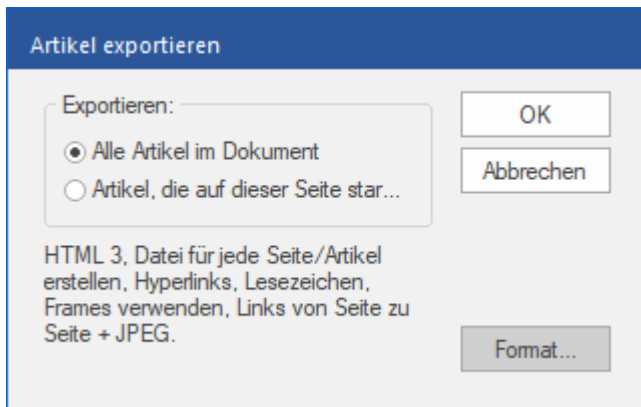 Artikel exportieren
Exportieren:
Alle Artikel im Dokument
Artikel, die auf dieser Seite star...
OK
Abbrechen
HTML 3, Datei für jede Seite/Artikel
erstellen, Hyperlinks, Lesezeichen,
Frames verwenden, Links von Seite zu
Seite + JPEG.
Format...